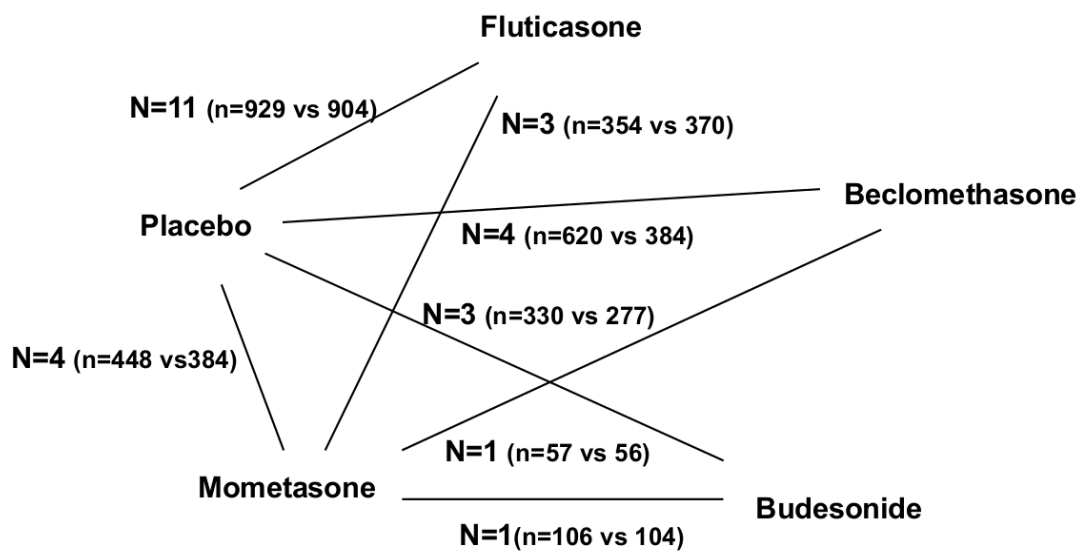 Fluticasone
N=11 (n=929 vs 904)
N=3 (n=354 vs 370)
Beclomethasone
Placebo
N=4 (n=620 vs 384)
N=3 (n=330 vs 277)
N=4 (n=448 vs384)
N=1 (n=57 vs 56)
Mometasone
Budesonide
N=1(n=106 vs 104)